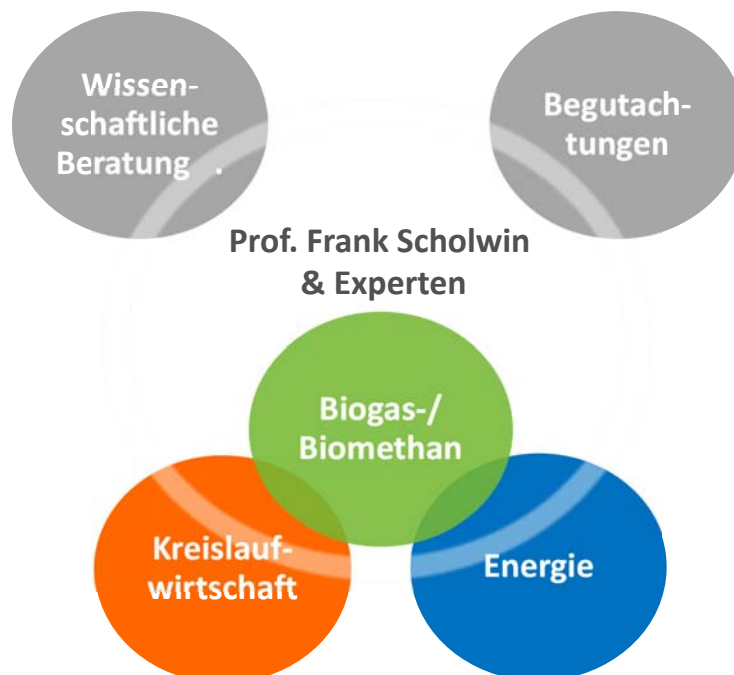 Wissen-
schaftliche
Beratung .
Begutach-
tungen
Prof. Frank Scholwin
& Experten
Biogas-/
Biomethan
Kreislauf-
wirtschaft
Energie